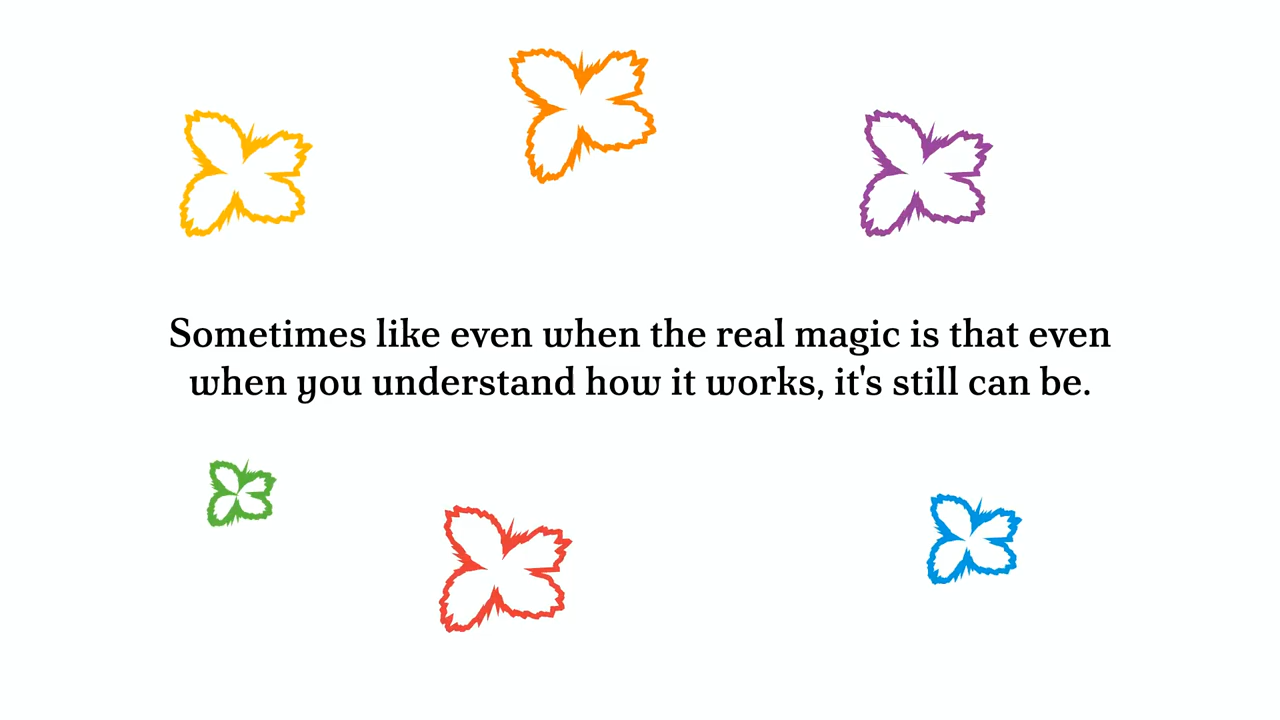 Sometimes like even when the real magic is that even
when you understand how it works, it's still can be.